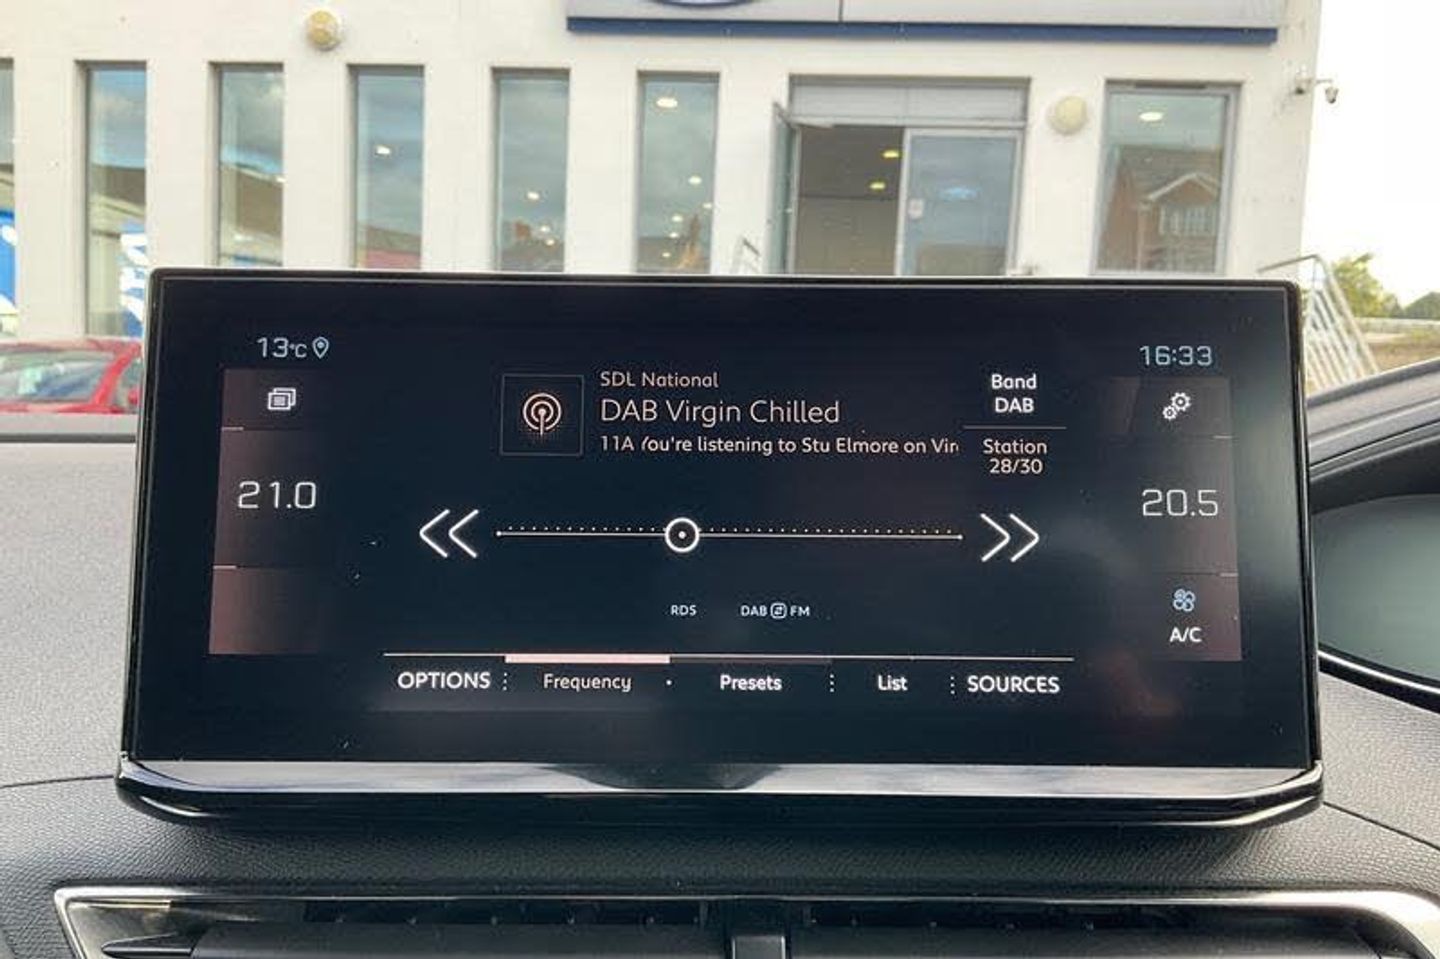 13°C
16:33
SDL National
DAB Virgin Chilled
11A You're listening to Stu Elmore on Vir
Band
DAB
Station
28/30
21.0
20.5
RDS
DAB FM
A/C
OPTIONS
Frequency
Presets
List
SOURCES